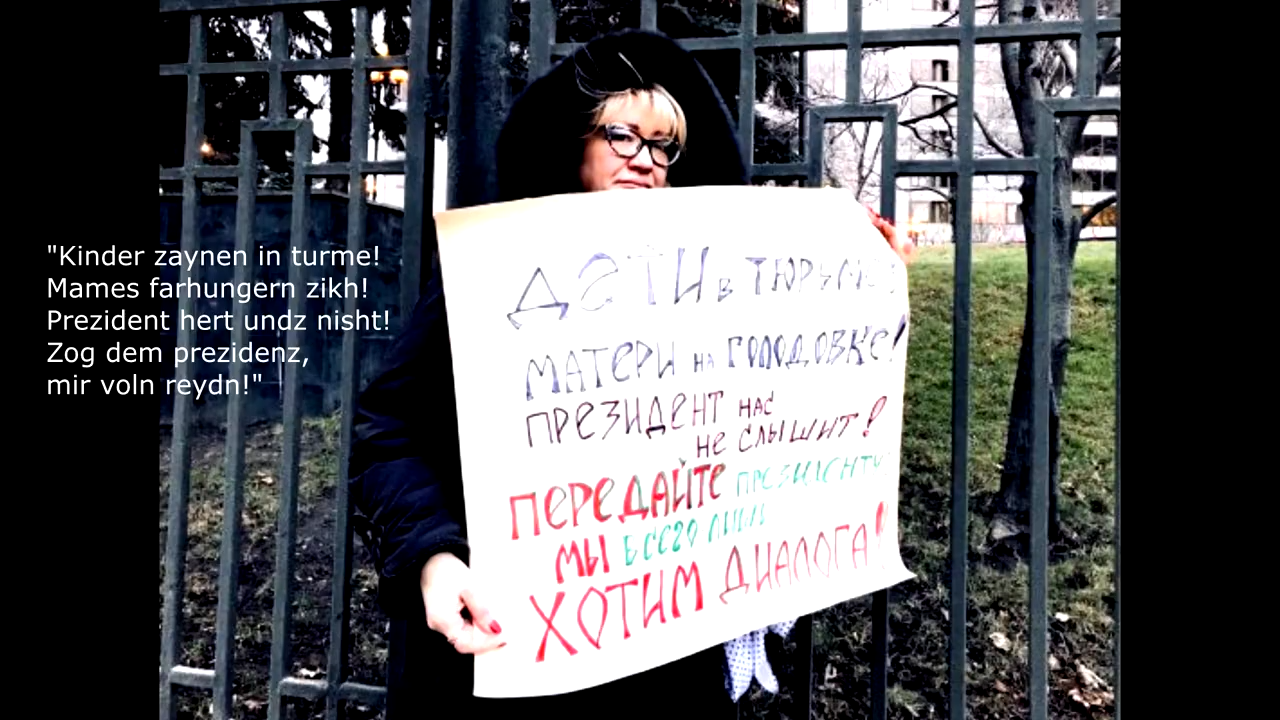 "Kinder zaynen in turme!
Mames farhungern zikh!
Prezident hert undz nisht!
Zog dem prezidenz,
mir voln reydn!"
ДЕТИ в ТЮРЬМЕ
МАТЕРИ НА ГОЛОДОВКЕ!
ПРЕЗИДЕНТ НАС
НЕ СЛЫШИТ!
ПЕРЕДАЙТЕ ПРЕЗИДЕНТУ
МЫ ВСЕГО ЛИШЬ
ХОТИМ ДИАЛОГА!